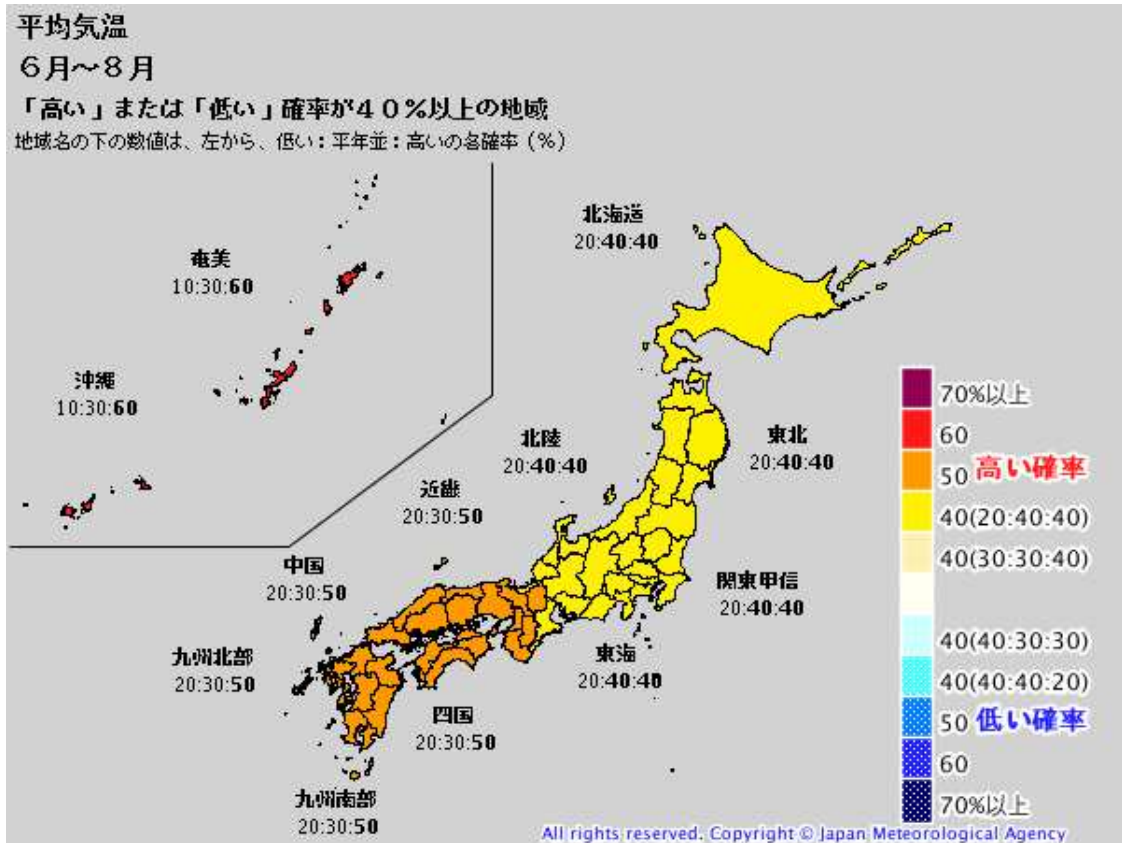 平均気温
６月～８月
「高い」または「低い」確率が４０％以上の地域
地域名の下の数値は、左から、低い：平年並：高いの各確率（％）
北海道
20:40:40
奄美
10:30:60
沖縄
10:30:60
北陸
20:40:40
東北
20:40:40
近畿
20:30:50
中国
20:30:50
関東甲信
20:40:40
九州北部
20:30:50
東海
20:40:40
四国
20:30:50
九州南部
20:30:50
70%以上
60
50 高い確率
40(20:40:40)
40(30:30:40)
40(40:30:30)
40(40:40:20)
50 低い確率
60
70%以上
All rights reserved. Copyright © Japan Meteorological Agency